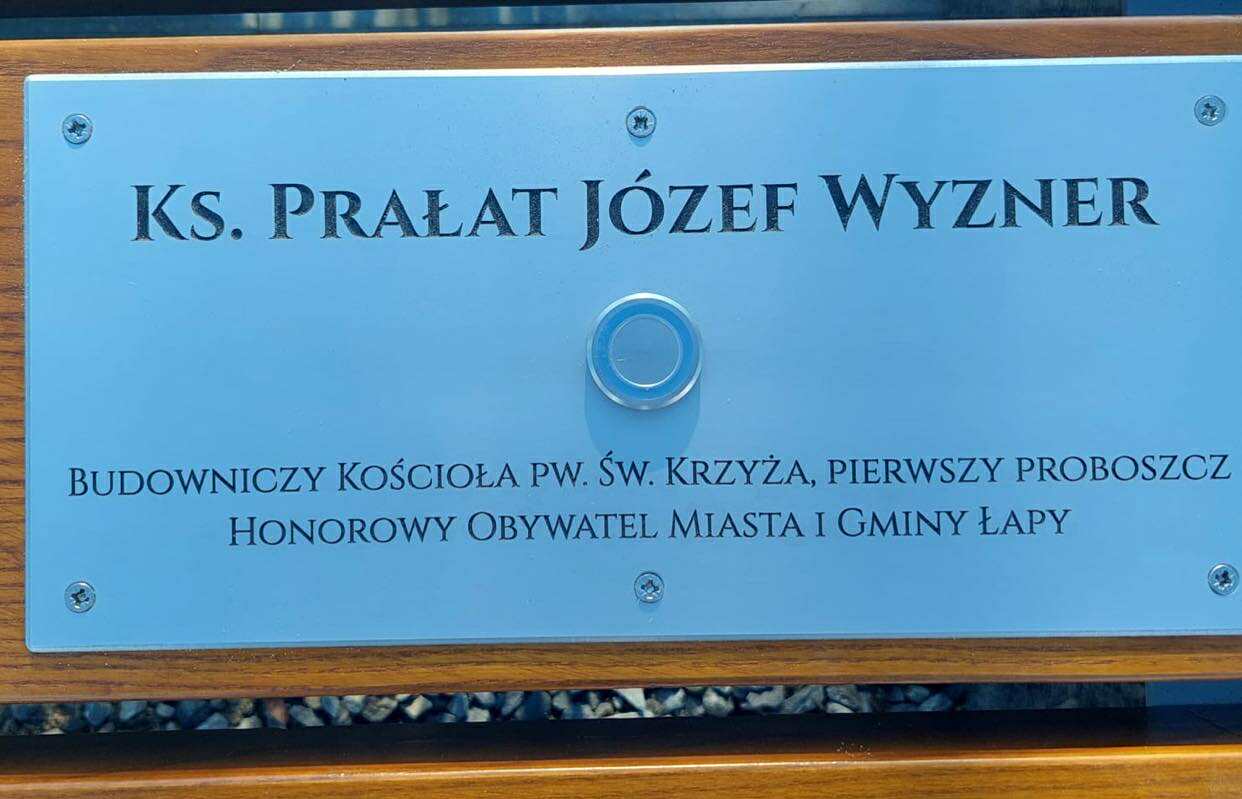 Ks. Prałat Józef Wyzner
Budowniczy Kościoła pw. Św. Krzyża, pierwszy proboszcz
Honorowy Obywatel Miasta i Gminy Łapy